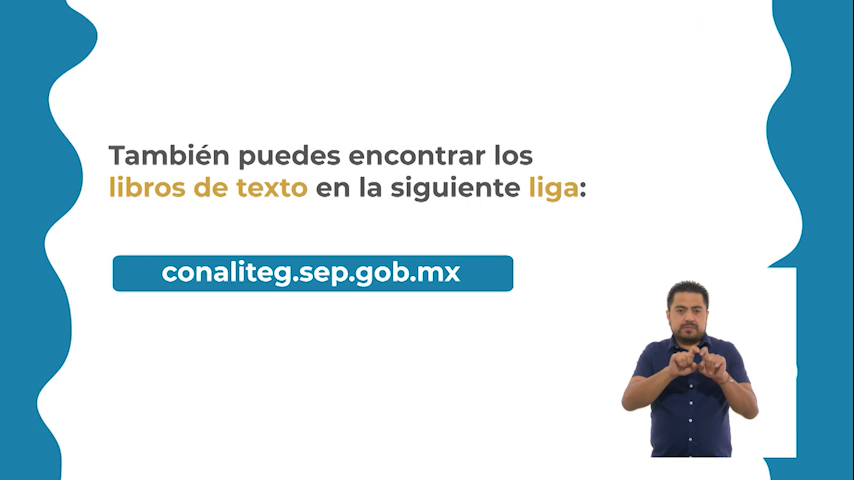 También puedes encontrar los
libros de texto en la siguiente liga:
conaliteg.sep.gob.mx